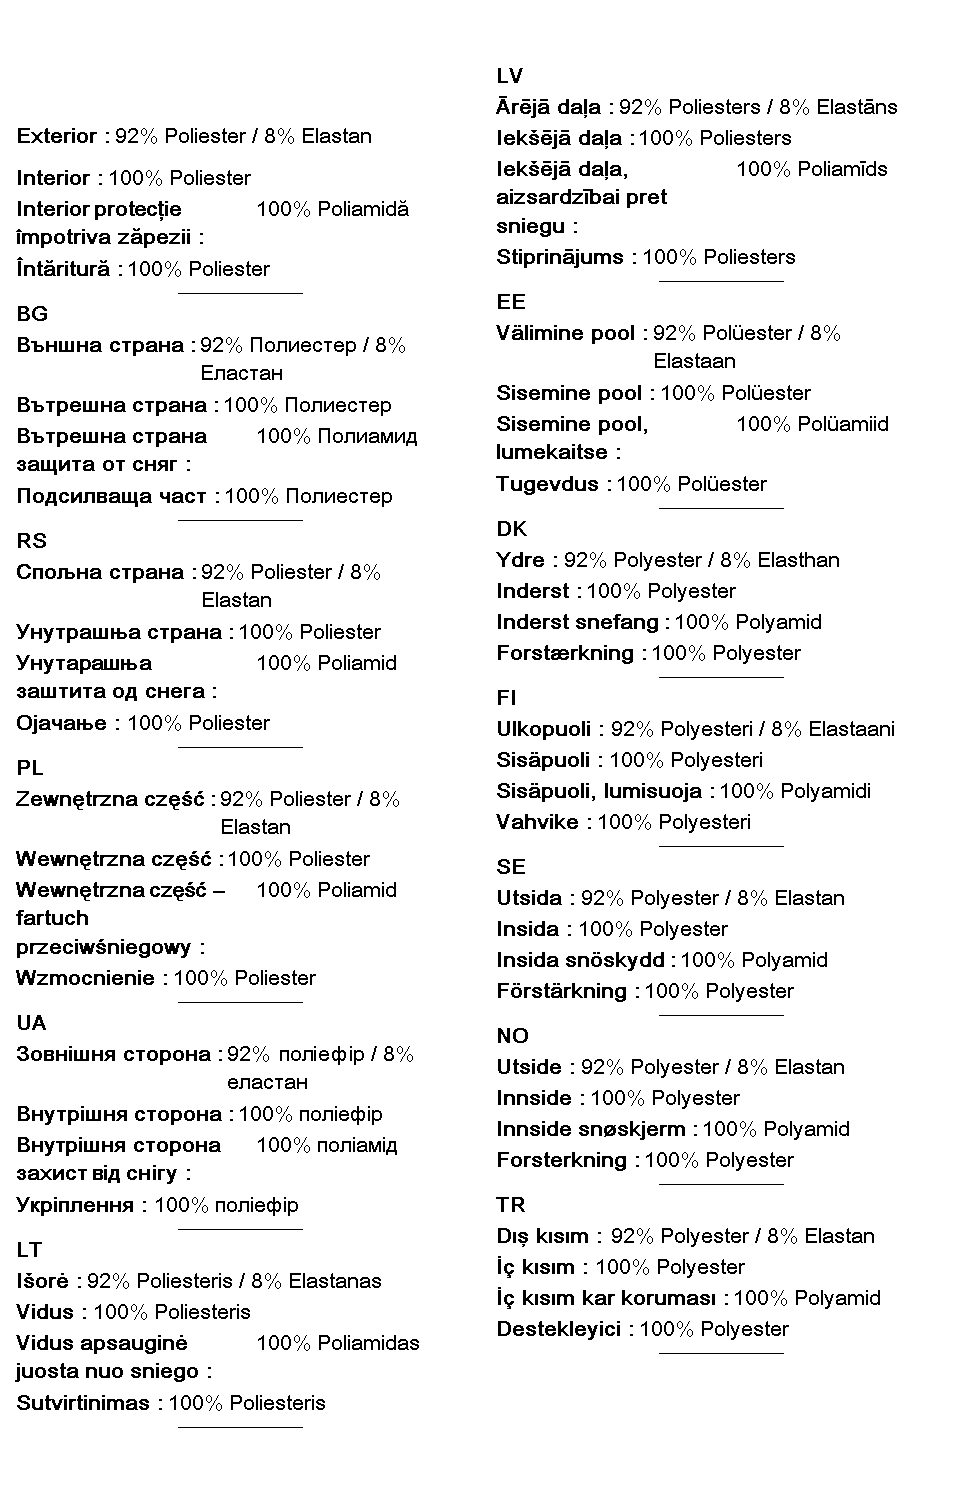 Exterior : 92% Poliester / 8% Elastan
Interior : 100% Poliester
Interior protecție 100% Poliamidă
împotriva zăpezii :
Întăritură : 100% Poliester
BG
Външна страна : 92% Полиестер / 8%
Еластан
Вътрешна страна : 100% Полиестер
Вътрешна страна 100% Полиамид
защита от сняг :
Подсилваща част : 100% Полиестер
RS
Спољна страна : 92% Poliester / 8%
Elastan
Унутрашња страна : 100% Poliester
Унутарашња 100% Poliamid
заштита од снега :
Ојачање : 100% Poliester
PL
Zewnętrzna część : 92% Poliester / 8%
Elastan
Wewnętrzna część : 100% Poliester
Wewnętrzna część – 100% Poliamid
fartuch
przeciwśniegowy :
Wzmocnienie : 100% Poliester
UA
Зовнішня сторона : 92% поліефір / 8%
еластан
Внутрішня сторона : 100% поліефір
Внутрішня сторона 100% поліамід
захист від снігу :
Укріплення : 100% поліефір
LT
Išorė : 92% Poliesteris / 8% Elastanas
Vidus : 100% Poliesteris
Vidus apsauginė 100% Poliamidas
juosta nuo sniego :
Sutvirtinimas : 100% Poliesteris
LV
Ārējā daļa : 92% Poliesters / 8% Elastāns
Iekšējā daļa : 100% Poliesters
Iekšējā daļa, 100% Poliamīds
aizsardzībai pret
sniegu :
Stiprinājums : 100% Poliesters
EE
Välimine pool : 92% Polüester / 8%
Elastaan
Sisemine pool : 100% Polüester
Sisemine pool, 100% Polüamiid
lumekaitse :
Tugevdus : 100% Polüester
DK
Ydre : 92% Polyester / 8% Elasthan
Inderst : 100% Polyester
Inderst snefang : 100% Polyamid
Forstærkning : 100% Polyester
FI
Ulkopuoli : 92% Polyesteri / 8% Elastaani
Sisäpuoli : 100% Polyesteri
Sisäpuoli, lumisuoja : 100% Polyamidi
Vahvike : 100% Polyesteri
SE
Utsida : 92% Polyester / 8% Elastan
Insida : 100% Polyester
Insida snöskydd : 100% Polyamid
Förstärkning : 100% Polyester
NO
Utside : 92% Polyester / 8% Elastan
Innside : 100% Polyester
Innside snøskjerm : 100% Polyamid
Forsterkning : 100% Polyester
TR
Dış kısım : 92% Polyester / 8% Elastan
İç kısım : 100% Polyester
İç kısım kar koruması : 100% Polyamid
Destekleyici : 100% Polyester